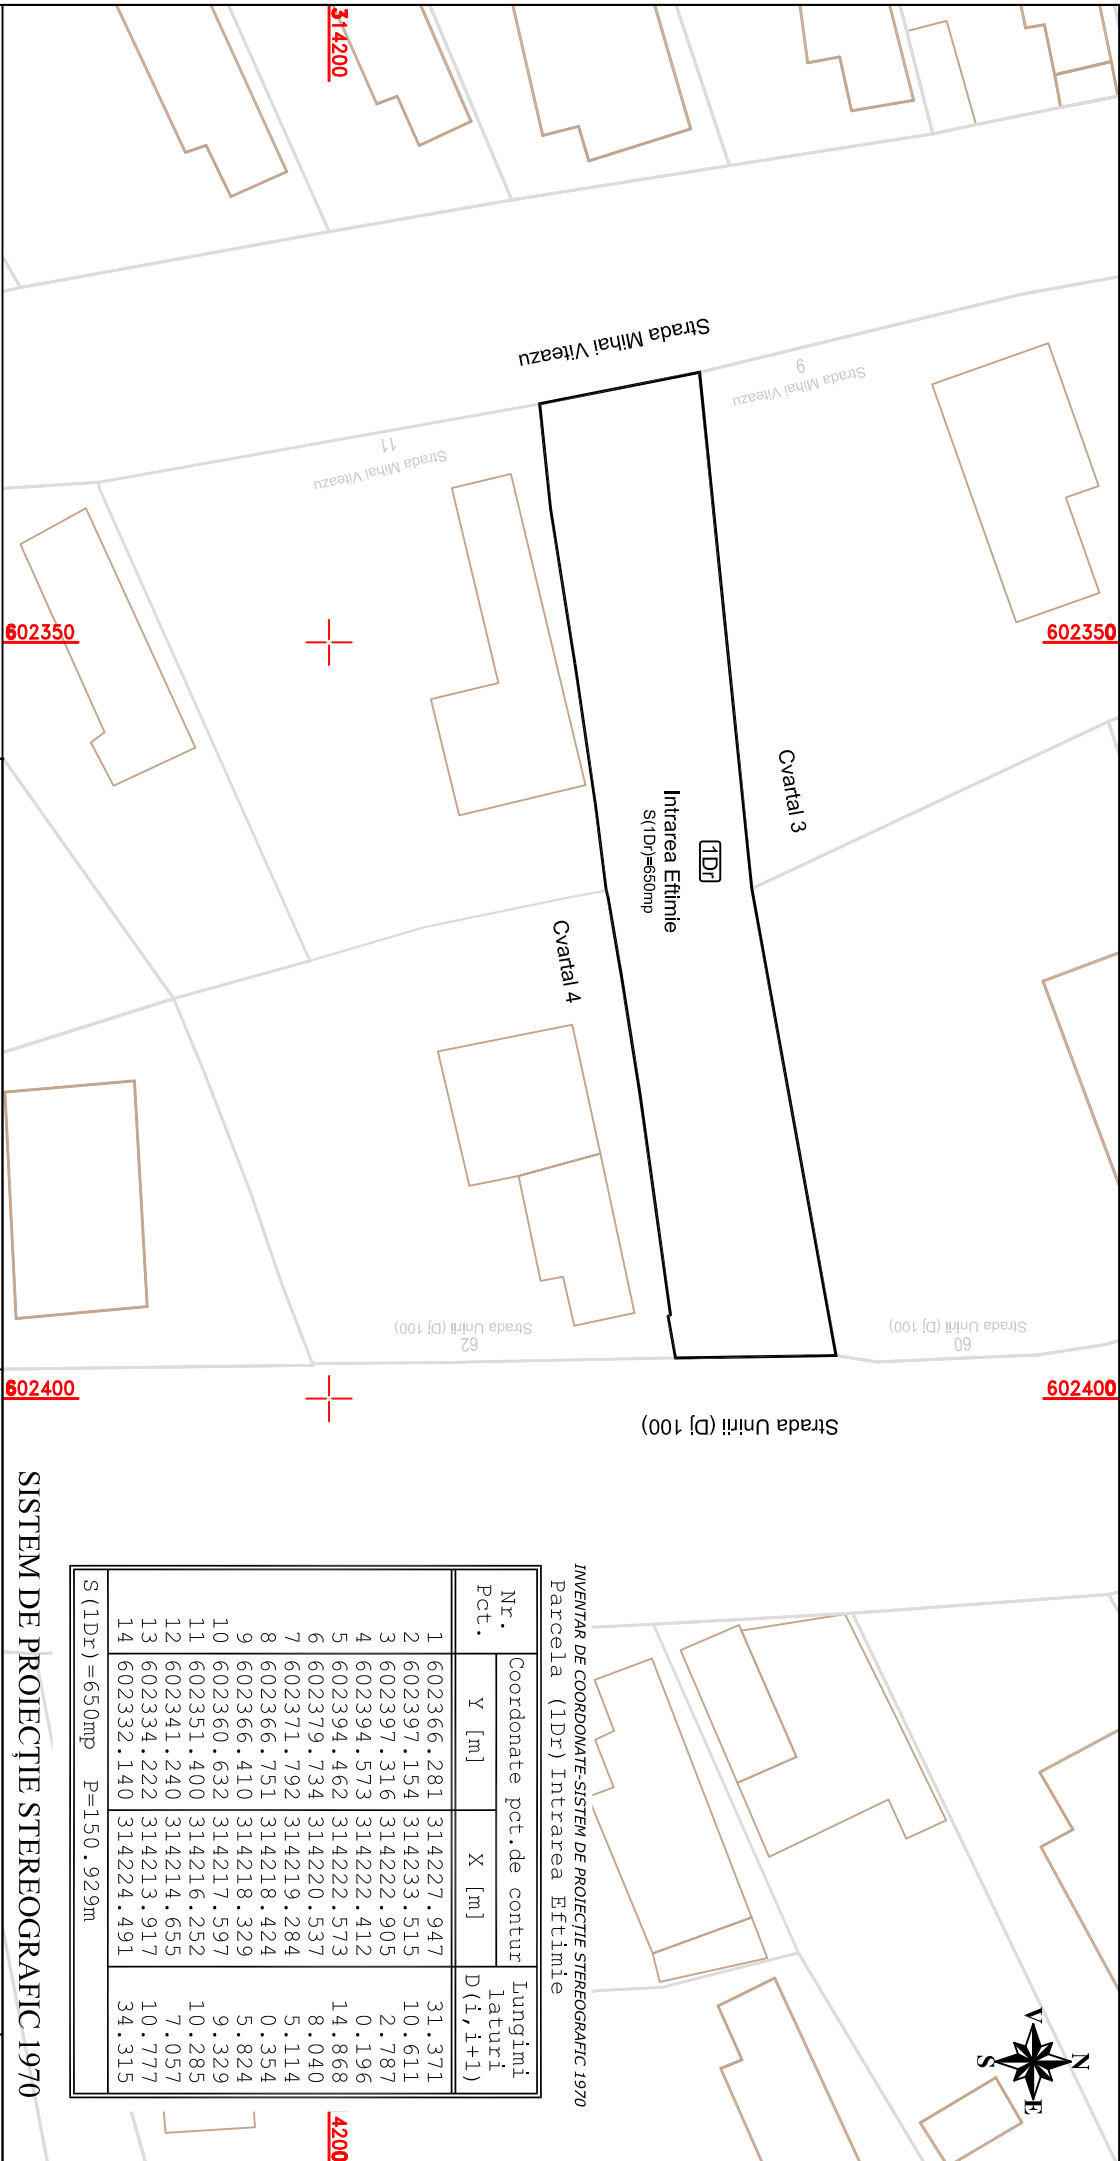 314200
Strada Mihai Viteazu
9
Strada Mihai Viteazu
11
Strada Mihai Viteazu
602350
602350
Cvartal 3
1Dr
Intrarea Eftimie
S(1Dr)=650mp
Cvartal 4
Strada Unirii (Dj 100)
62
Strada Unirii (Dj 100)
60
602400
602400
Strada Unirii (Dj 100)
INVENTAR DE COORDONATE-SISTEM DE PROIECTIE STEREOGRAFIC 1970
Parcela (1Dr) Intrarea Eftimie
Nr. Pct. Coordonate pct.de contur Lungimi laturi
Y [m] X [m] D(i,i+1)
1 602366.281 314227.947 31.371
2 602397.154 314233.515 10.611
3 602397.316 314222.905 2.787
4 602394.573 314222.412 0.196
5 602394.462 314222.573 14.868
6 602379.734 314220.537 8.040
7 602371.792 314219.284 5.114
8 602366.751 314218.424 0.354
9 602366.410 314218.329 5.824
10 602360.632 314217.597 9.329
11 602351.400 314216.252 10.285
12 602341.240 314214.655 7.057
13 602334.222 314213.917 10.777
14 602332.140 314224.491 34.315
S(1Dr)=650mp P=150.929m
SISTEM DE PROIECȚIE STEREOGRAFIC 1970
N
V
E
S
4200